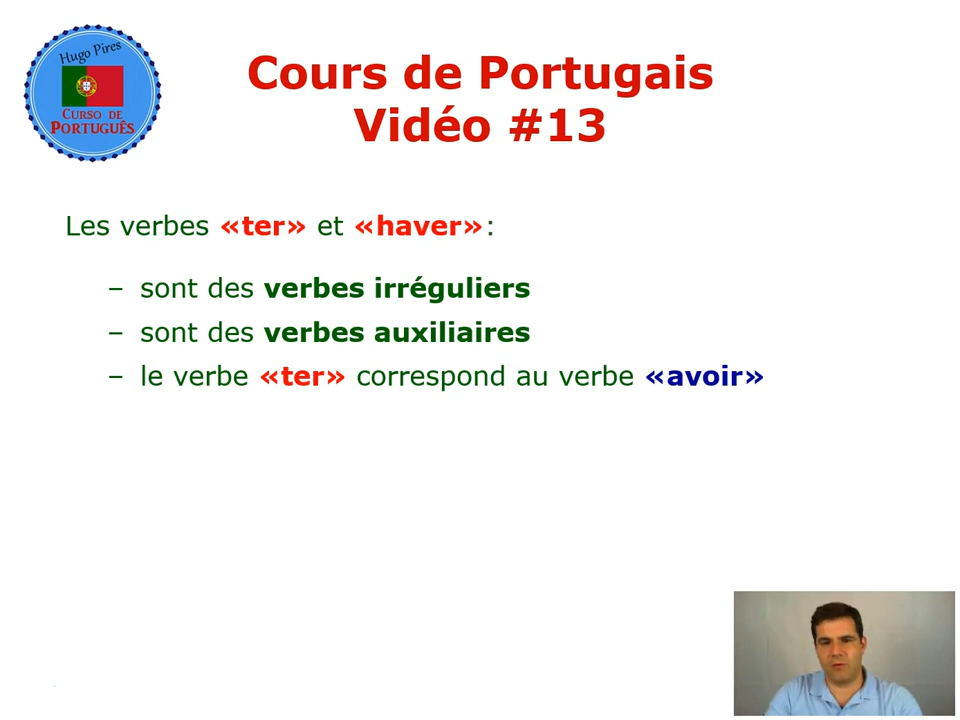 Hugo Pires
CURSO DE
PORTUGUÊS
Cours de Portugais
Vidéo #13
Les verbes «ter» et «haver»:
– sont des verbes irréguliers
– sont des verbes auxiliaires
– le verbe «ter» correspond au verbe «avoir»